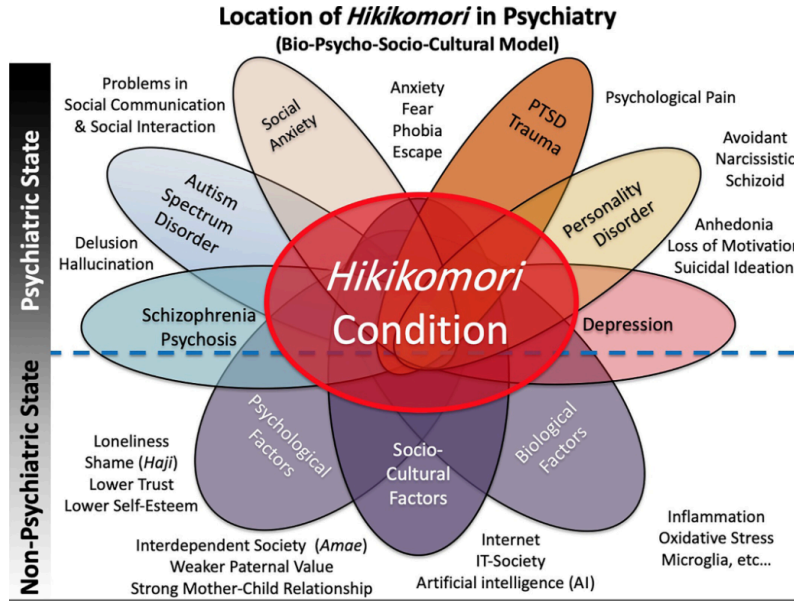 Location of Hikikomori in Psychiatry
(Bio-Psycho-Socio-Cultural Model)
Psychiatric State
Non-Psychiatric State
Problems in
Social Communication
& Social Interaction
Social
Anxiety
Anxiety
Fear
Phobia
Escape
PTSD
Trauma
Psychological Pain
Avoidant
Narcissistic
Schizoid
Autism
Spectrum
Disorder
Personality
Disorder
Delusion
Hallucination
Anhedonia
Loss of Motivation
Suicidal Ideation
Schizophrenia
Psychosis
Hikikomori
Condition
Depression
Psychological
Factors
Socio-
Cultural
Factors
Biological
Factors
Loneliness
Shame (Haji)
Lower Trust
Lower Self-Esteem
Interdependent Society (Amae)
Weaker Paternal Value
Strong Mother-Child Relationship
Internet
IT-Society
Artificial intelligence (AI)
Inflammation
Oxidative Stress
Microglia, etc...